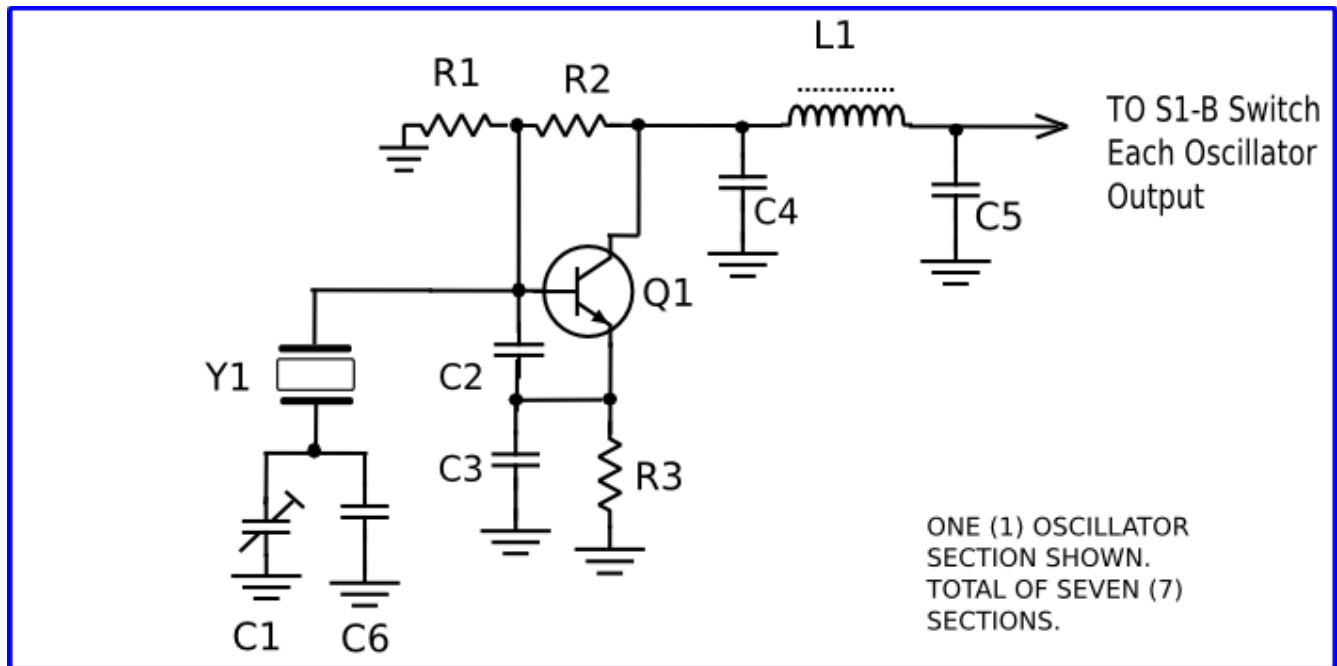 L1
R1
R2
TO S1-B Switch
Each Oscillator
Output
C4
C5
Q1
Y1
C2
C3
R3
ONE (1) OSCILLATOR
SECTION SHOWN.
TOTAL OF SEVEN (7)
SECTIONS.
C1
C6